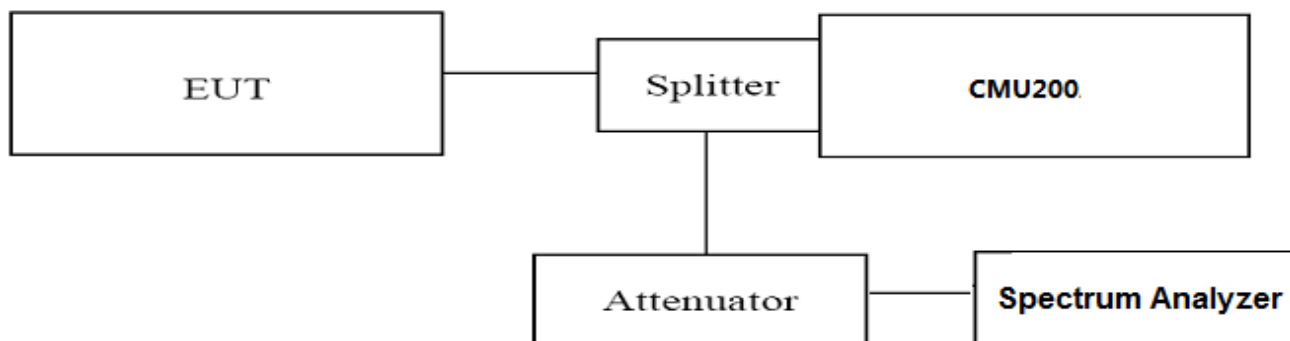 EUT
Splitter
CMU200
Attenuator
Spectrum Analyzer